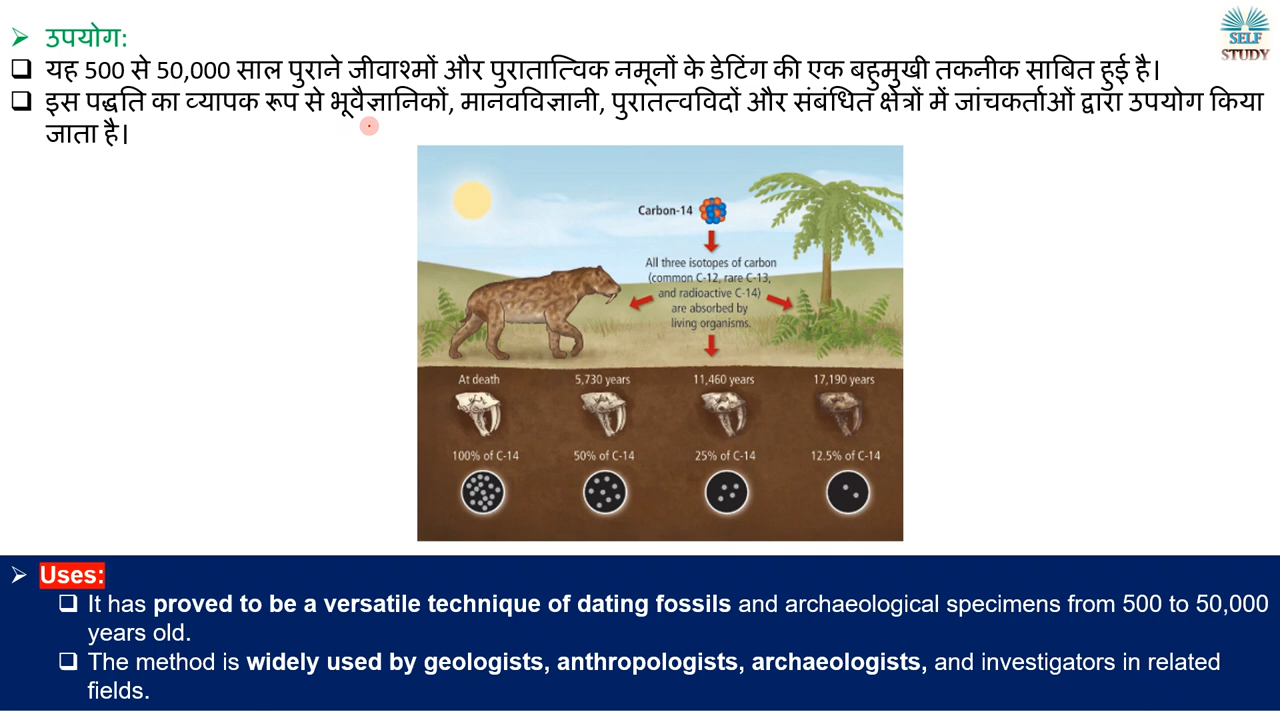 उपयोग:
यह 500 से 50,000 साल पुराने जीवाश्मों और पुरातात्विक नमूनों के डेटिंग की एक बहुमुखी तकनीक साबित हुई है।
इस पद्धति का व्यापक रूप से भूवैज्ञानिकों, मानवविज्ञानी, पुरातत्वविदों और संबंधित क्षेत्रों में जांचकर्ताओं द्वारा उपयोग किया
जाता है।
SELF
STUDY
Carbon-14
All three isotopes of carbon
(common C-12, rare C-13,
and radioactive C-14)
are absorbed by
living organisms.
At death 5,730 years 11,460 years 17,190 years
100% of C-14 50% of C-14 25% of C-14 12.5% of C-14
Uses:
It has proved to be a versatile technique of dating fossils and archaeological specimens from 500 to 50,000
years old.
The method is widely used by geologists, anthropologists, archaeologists, and investigators in related
fields.